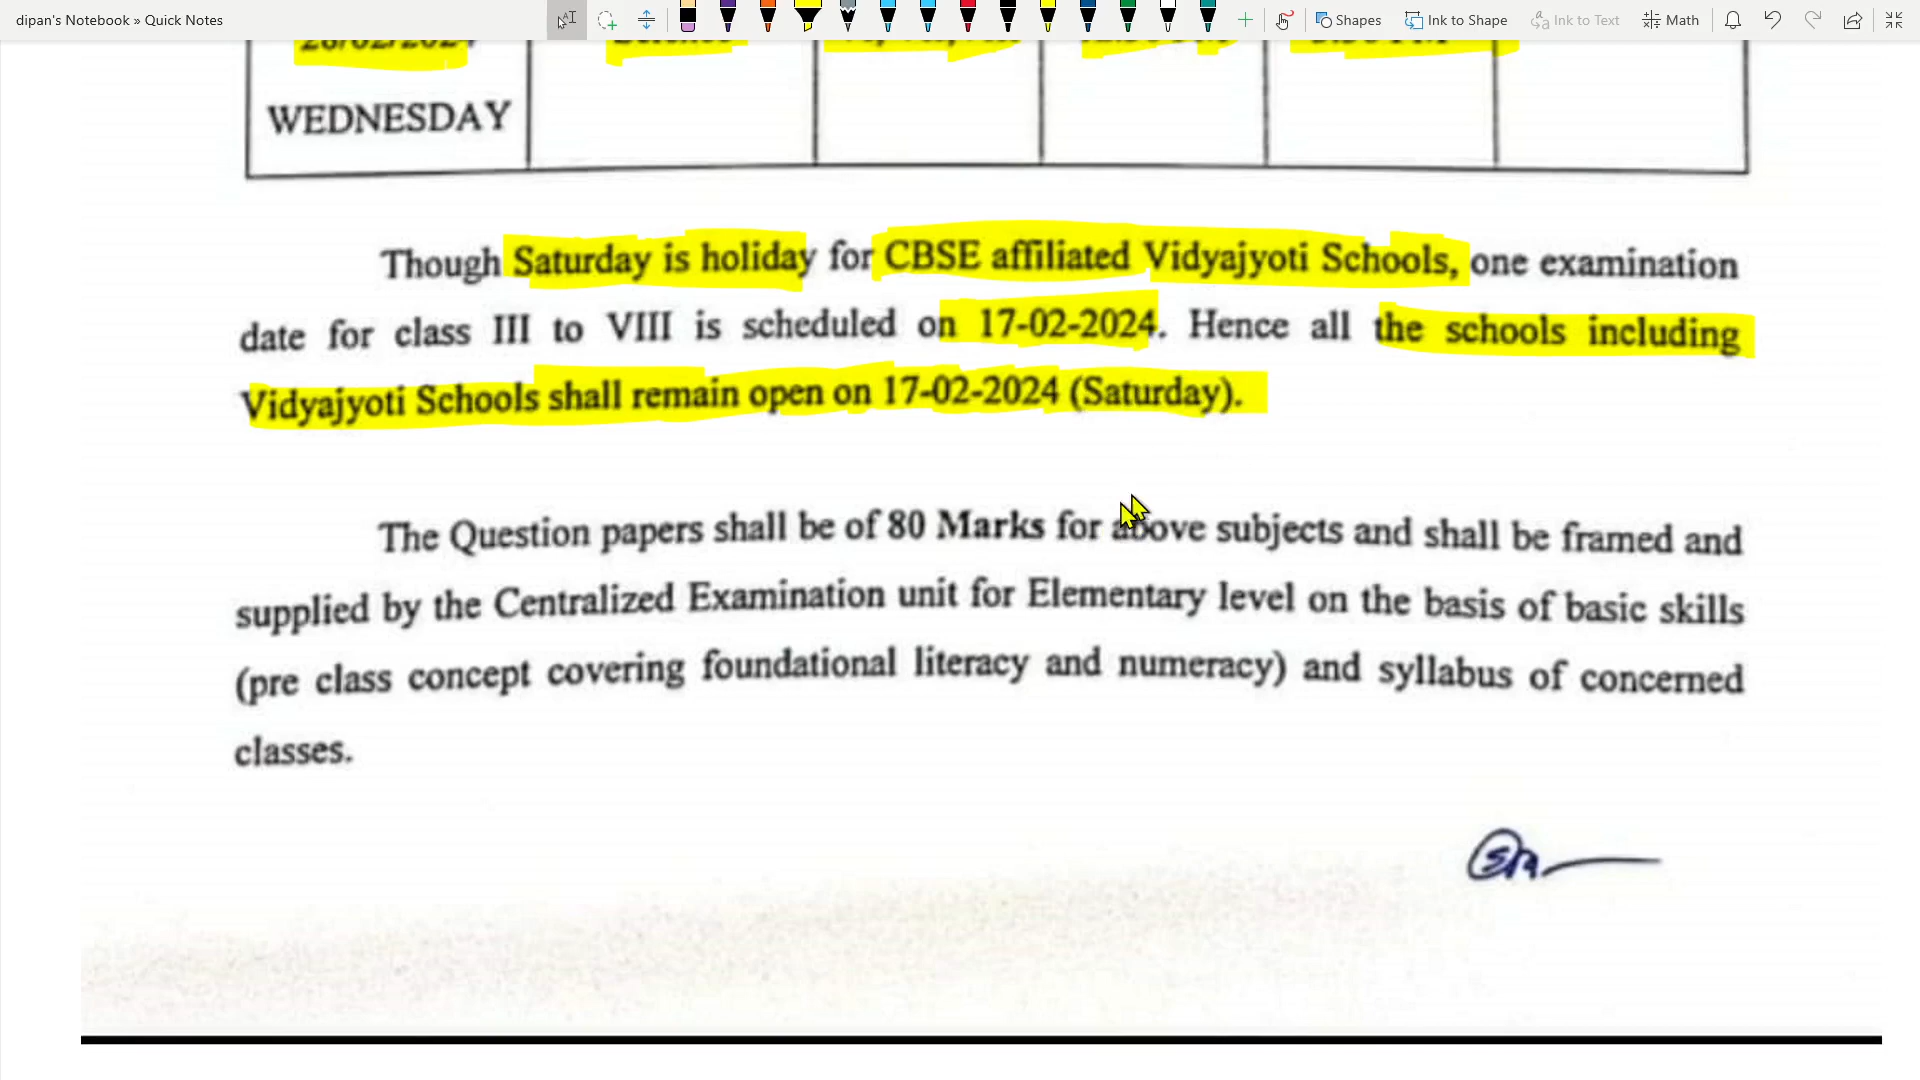 dipan's Notebook » Quick Notes
Shapes
Ink to Shape
Ink to Text
Math
WEDNESDAY
Though Saturday is holiday for CBSE affiliated Vidyajyoti Schools, one examination
date for class III to VIII is scheduled on 17-02-2024. Hence all the schools including
Vidyajyoti Schools shall remain open on 17-02-2024 (Saturday).
The Question papers shall be of 80 Marks for above subjects and shall be framed and
supplied by the Centralized Examination unit for Elementary level on the basis of basic skills
(pre class concept covering foundational literacy and numeracy) and syllabus of concerned
classes.